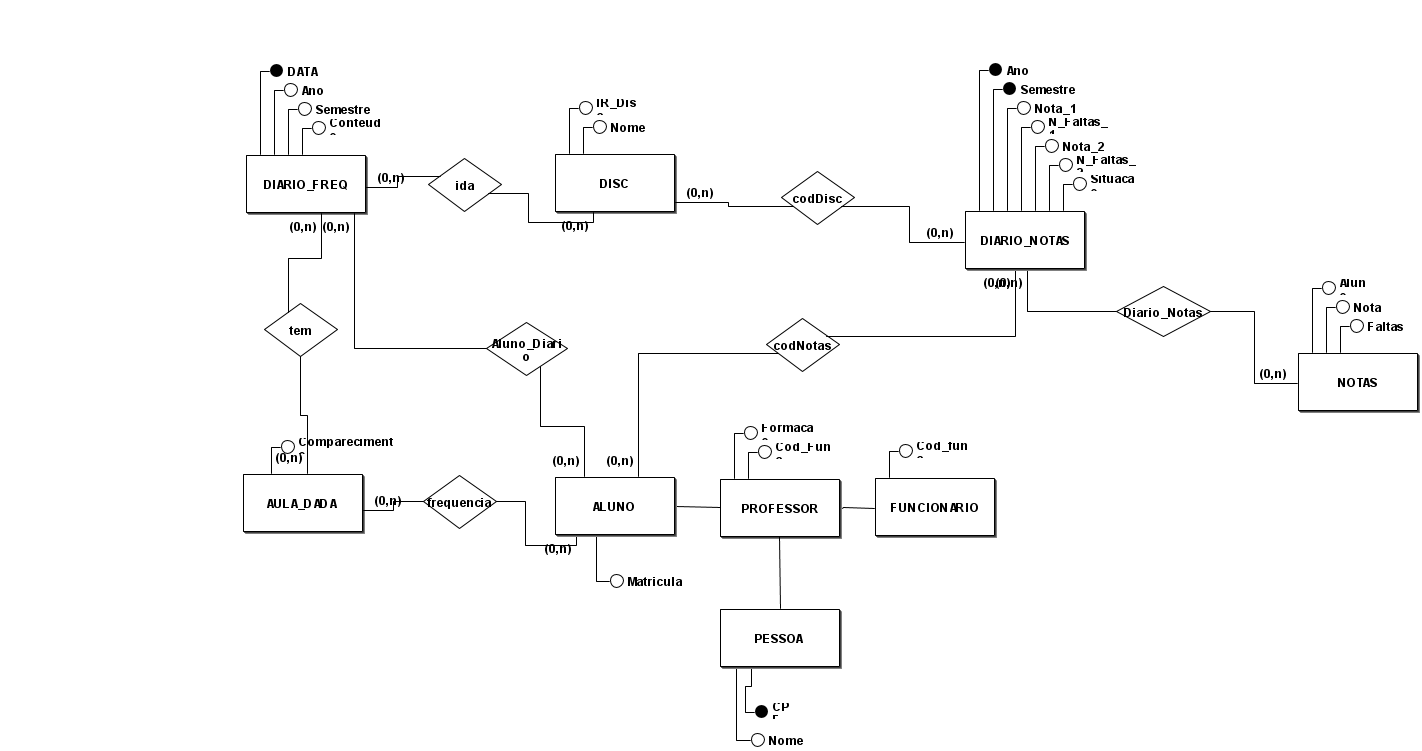 DATA
Ano
Semestre
Conteud
IR_Dis
Nome
Ano
Semestre
Nota_1
N_Faltas_
Nota_2
N_Faltas_
Situaca
DIARIO_FREQ
(0,n)
ida
DISC
(0,n)
(0,n)
codDisc
(0,n)
DIARIO_NOTAS
(0,n)
(0,n)
(0,n)
(0,n)
Diario_Notas
Alun
Nota
Faltas
(0,n)
NOTAS
tem
Aluno_Diari
o
codNotas
Compareciment
(0,n)
AULA_DADA
(0,n)
frequencia
(0,n)
(0,n)
(0,n)
ALUNO
Matricula
Formaca
Cod_Fun
PROFESSOR
Cod_fun
FUNCIONARIO
PESSOA
CP
Nome